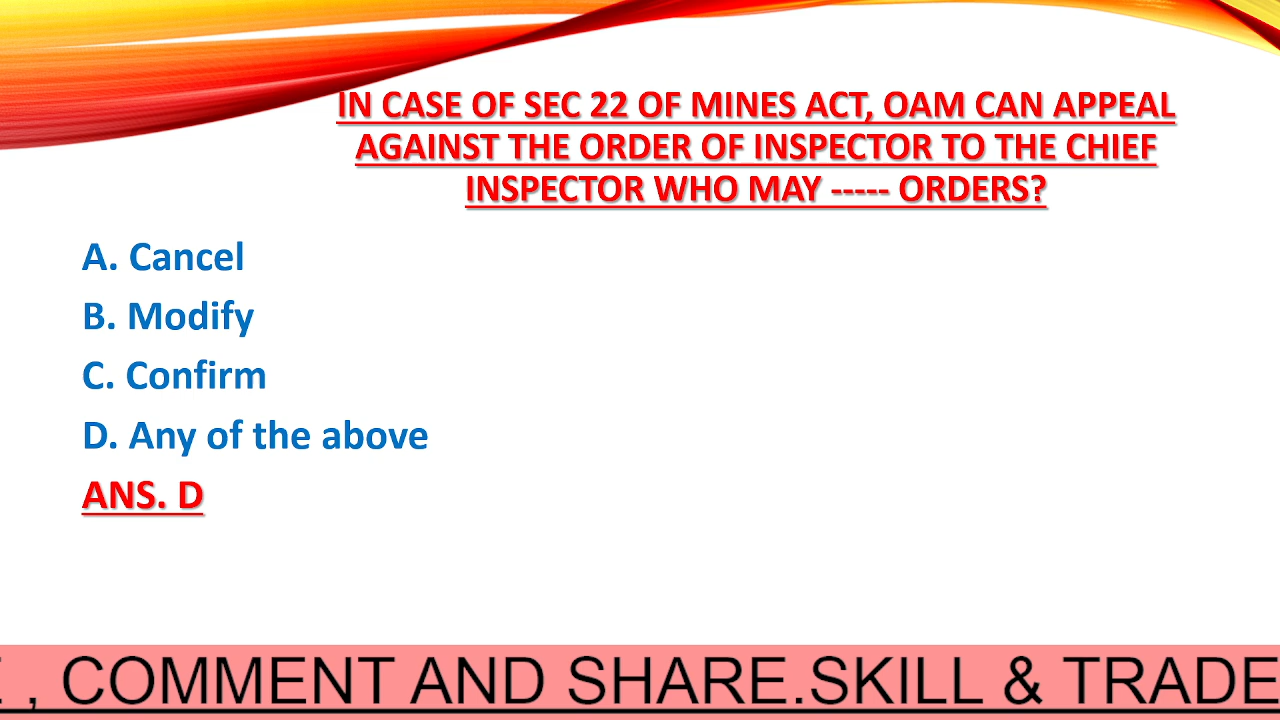 IN CASE OF SEC 22 OF MINES ACT, OAM CAN APPEAL
AGAINST THE ORDER OF INSPECTOR TO THE CHIEF
INSPECTOR WHO MAY ----- ORDERS?
A. Cancel
B. Modify
C. Confirm
D. Any of the above
ANS. D
, COMMENT AND SHARE.SKILL & TRADE